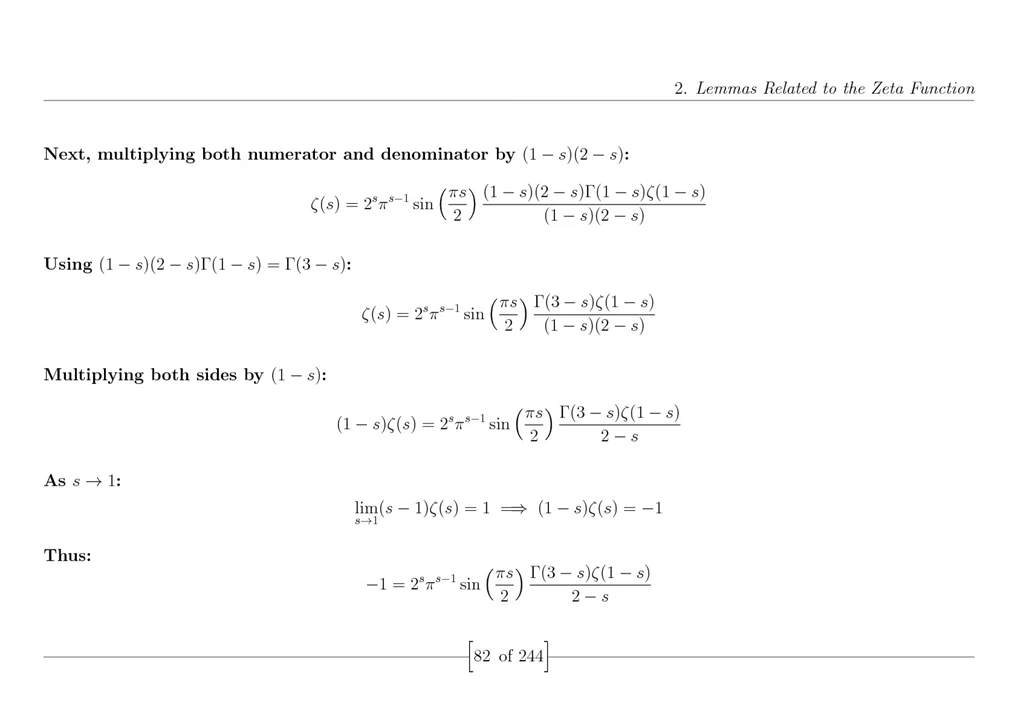 2. Lemmas Related to the Zeta Function
Next, multiplying both numerator and denominator by (1 − s)(2 − s):
ζ(s) = 2^s π^{s−1} sin(πs/2) (1 − s)(2 − s)Γ(1 − s)ζ(1 − s) / (1 − s)(2 − s)
Using (1 − s)(2 − s)Γ(1 − s) = Γ(3 − s):
ζ(s) = 2^s π^{s−1} sin(πs/2) Γ(3 − s)ζ(1 − s) / (1 − s)(2 − s)
Multiplying both sides by (1 − s):
(1 − s)ζ(s) = 2^s π^{s−1} sin(πs/2) Γ(3 − s)ζ(1 − s) / 2 − s
As s → 1:
lim_{s→1}(s − 1)ζ(s) = 1 ⟹ (1 − s)ζ(s) = −1
Thus:
−1 = 2^s π^{s−1} sin(πs/2) Γ(3 − s)ζ(1 − s) / 2 − s
[82 of 244]